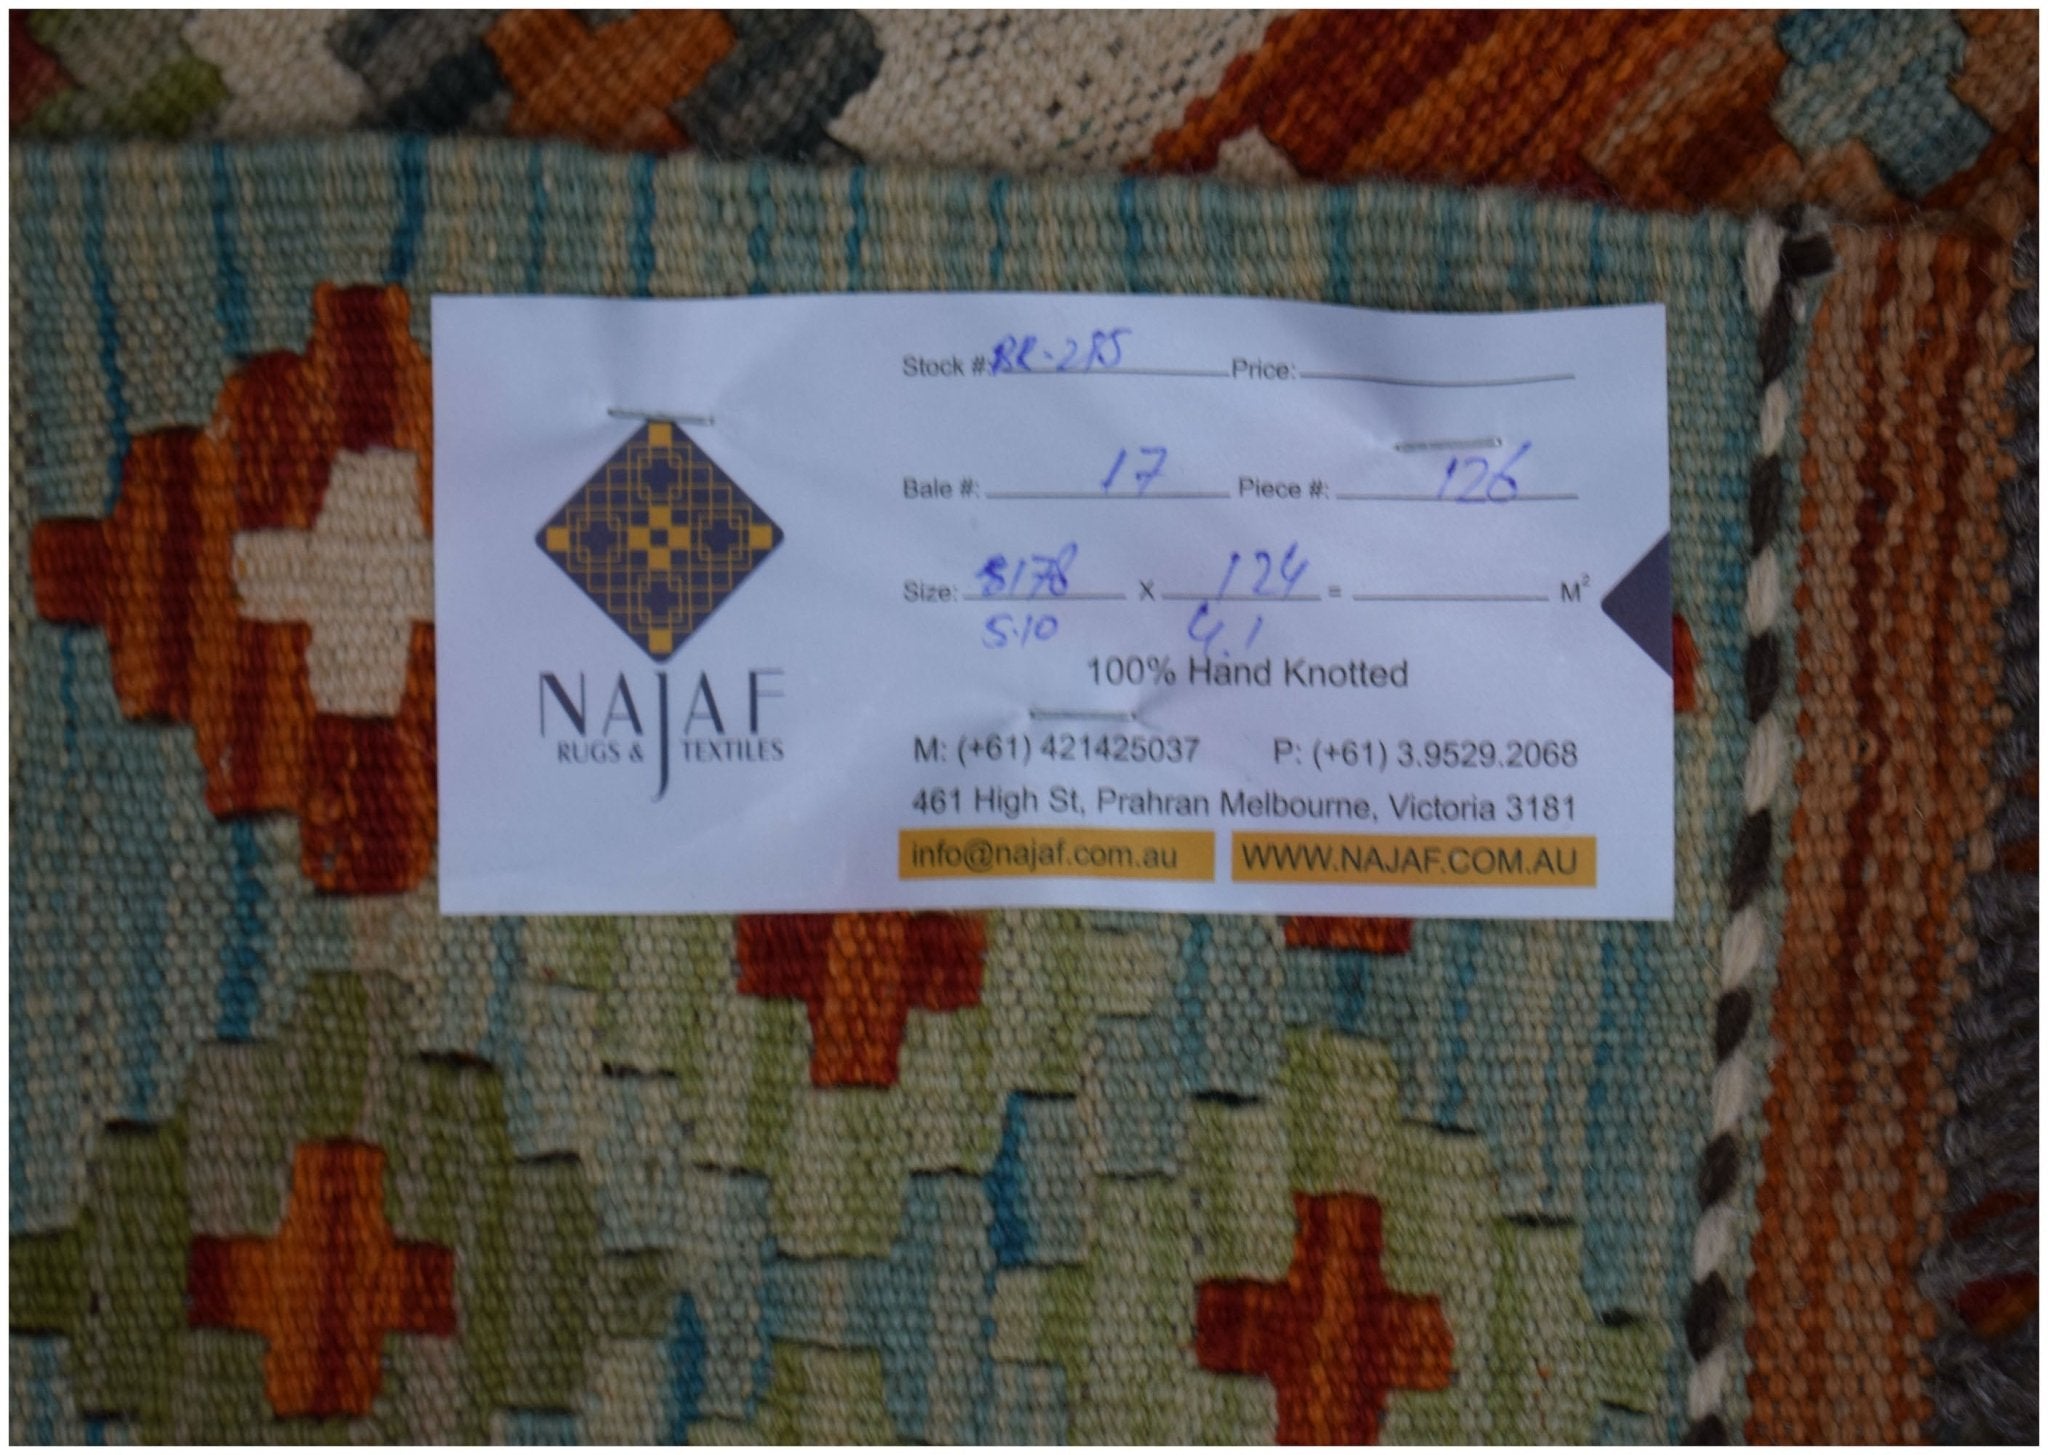 NAJAF
RUGS & TEXTILES
Stock #: BR-295 Price:
Bale #: 17 Piece #: 126
Size: 178 X 124 = M²
5.10 4.1
100% Hand Knotted
M: (+61) 421425037 P: (+61) 3.9529.2068
461 High St, Prahran Melbourne, Victoria 3181
info@najaf.com.au WWW.NAJAF.COM.AU